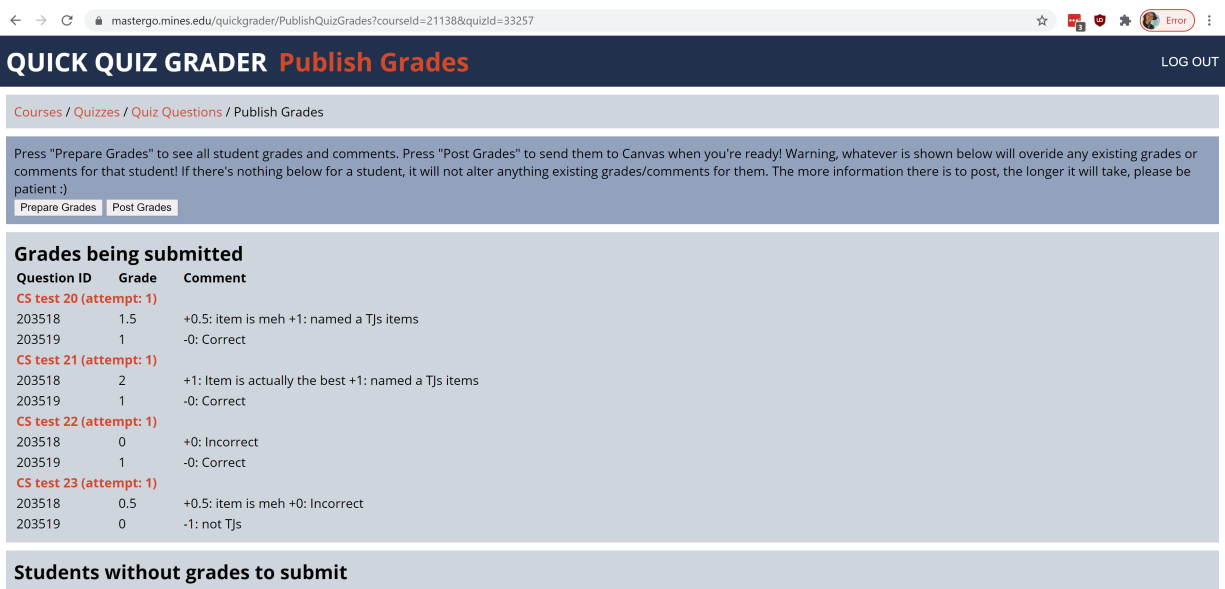 mastergo.mines.edu/quickgrader/PublishQuizGrades?courseId=21138&quizId=33257
3
Error
QUICK QUIZ GRADER Publish Grades
LOG OUT
Courses / Quizzes / Quiz Questions / Publish Grades
Press "Prepare Grades" to see all student grades and comments. Press "Post Grades" to send them to Canvas when you're ready! Warning, whatever is shown below will overide any existing grades or
comments for that student! If there's nothing below for a student, it will not alter anything existing grades/comments for them. The more information there is to post, the longer it will take, please be
patient :)
Prepare Grades Post Grades
Grades being submitted
Question ID Grade Comment
CS test 20 (attempt: 1)
203518 1.5 +0.5: item is meh +1: named a TJs items
203519 1 -0: Correct
CS test 21 (attempt: 1)
203518 2 +1: Item is actually the best +1: named a TJs items
203519 1 -0: Correct
CS test 22 (attempt: 1)
203518 0 +0: Incorrect
203519 1 -0: Correct
CS test 23 (attempt: 1)
203518 0.5 +0.5: item is meh +0: Incorrect
203519 0 -1: not TJs
Students without grades to submit